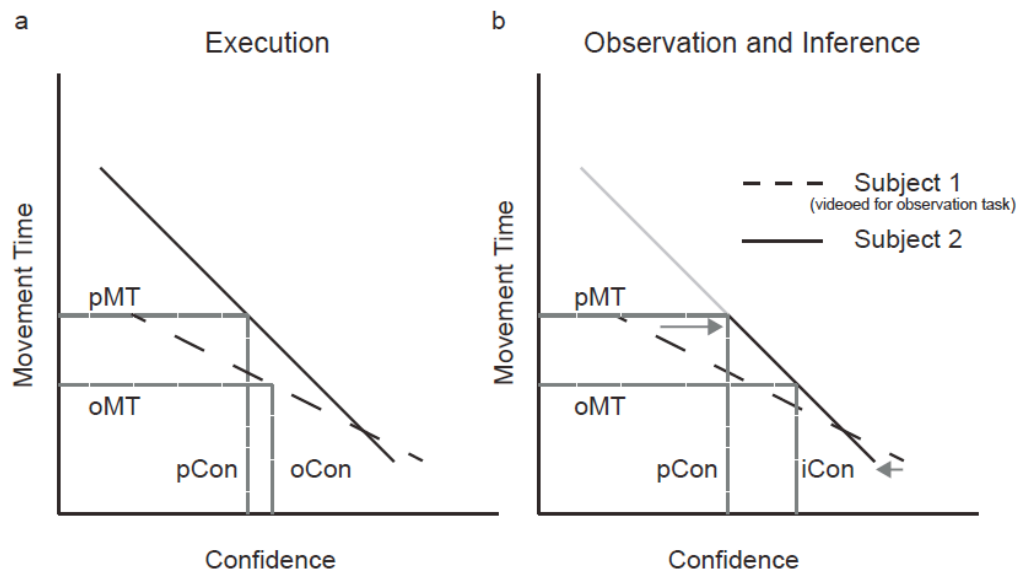 a
Execution
Movement Time
pMT
oMT
pCon
oCon
Confidence
b
Observation and Inference
Movement Time
Subject 1
(videoed for observation task)
Subject 2
pMT
oMT
pCon
iCon
Confidence